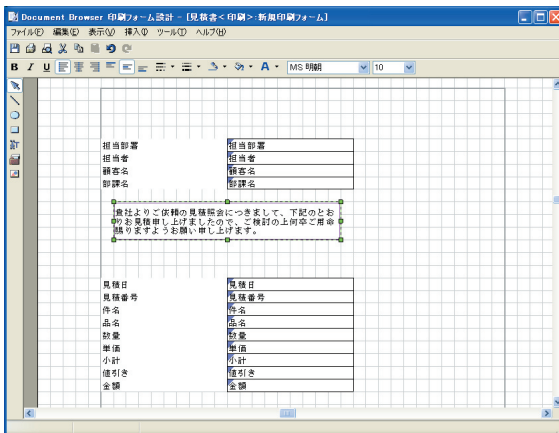 Document Browser 印刷フォーム設計 - [見積書<印刷>:新規印刷フォーム]
ファイル(F) 編集(E) 表示(V) 挿入(I) ツール(T) ヘルプ(H)
B I U A MS 明朝 10
担当部署 担当部署
担当者 担当者
顧客名 顧客名
部課名 部課名
貴社よりご依頼の見積照会につきまして、下記のとお
りお見積申し上げましたので、ご検討の上何卒ご用命
賜りますようお願い申し上げます。
見積日 見積日
見積番号 見積番号
件名 件名
品名 品名
数量 数量
単価 単価
小計 小計
値引き 値引き
金額 金額